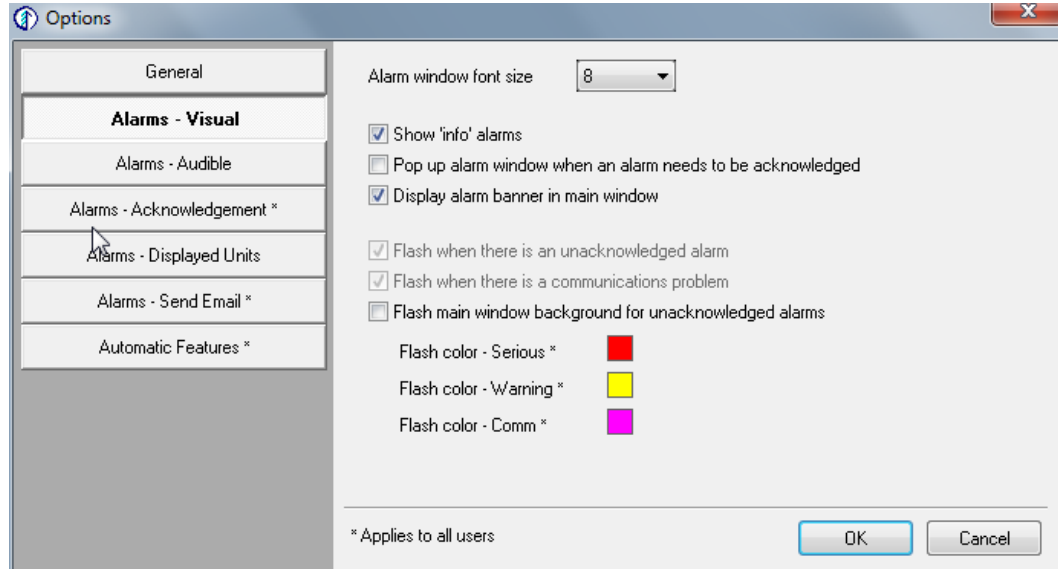 Options
General
Alarms - Visual
Alarms - Audible
Alarms - Acknowledgement *
Alarms - Displayed Units
Alarms - Send Email *
Automatic Features *
Alarm window font size 8
Show 'info' alarms
Pop up alarm window when an alarm needs to be acknowledged
Display alarm banner in main window
Flash when there is an unacknowledged alarm
Flash when there is a communications problem
Flash main window background for unacknowledged alarms
Flash color - Serious *
Flash color - Warning *
Flash color - Comm *
* Applies to all users
OK Cancel